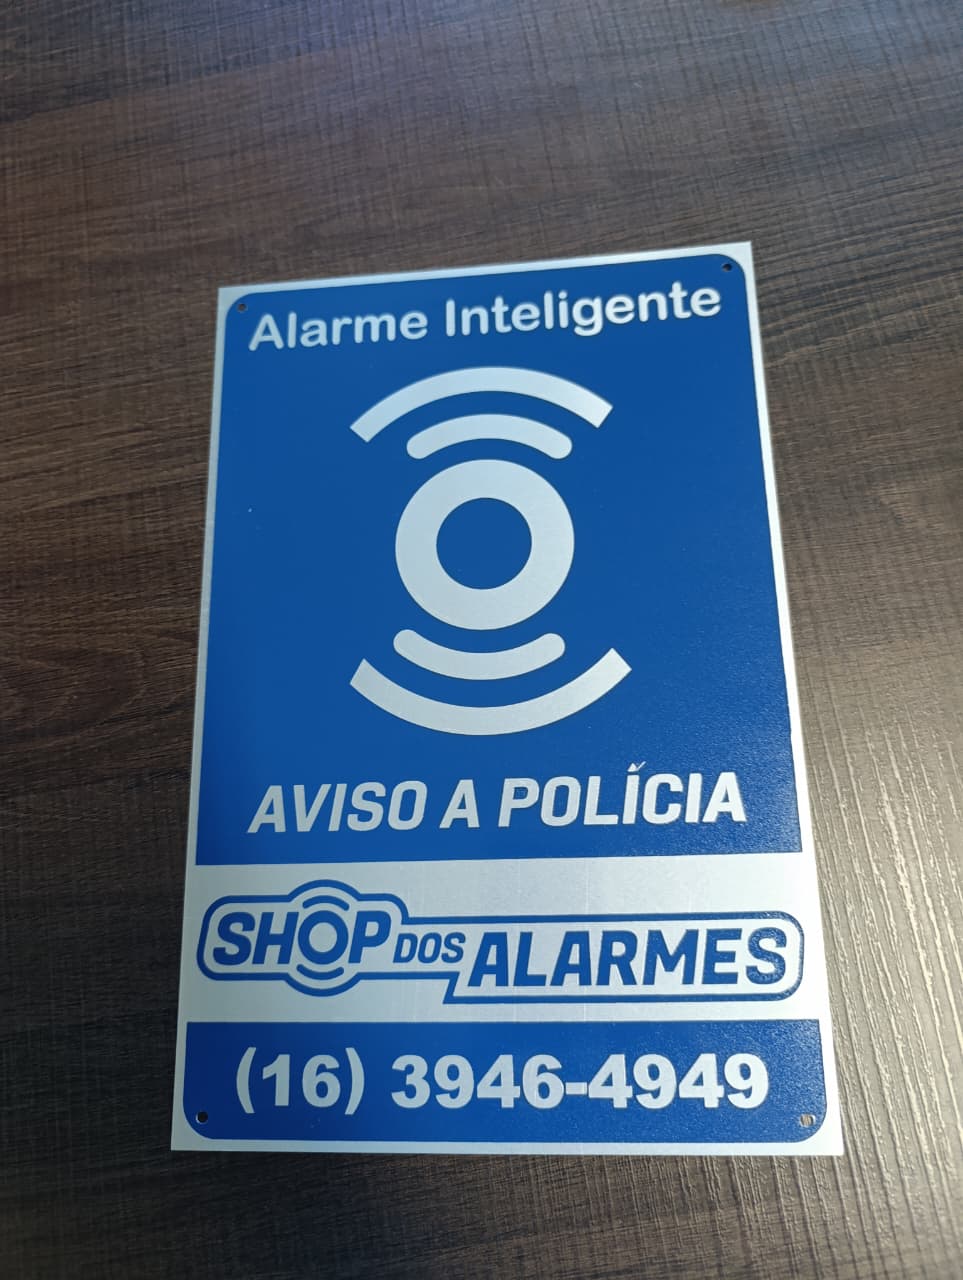 Alarme Inteligente
AVISO A POLÍCIA
SHOP DOS ALARMES
(16) 3946-4949